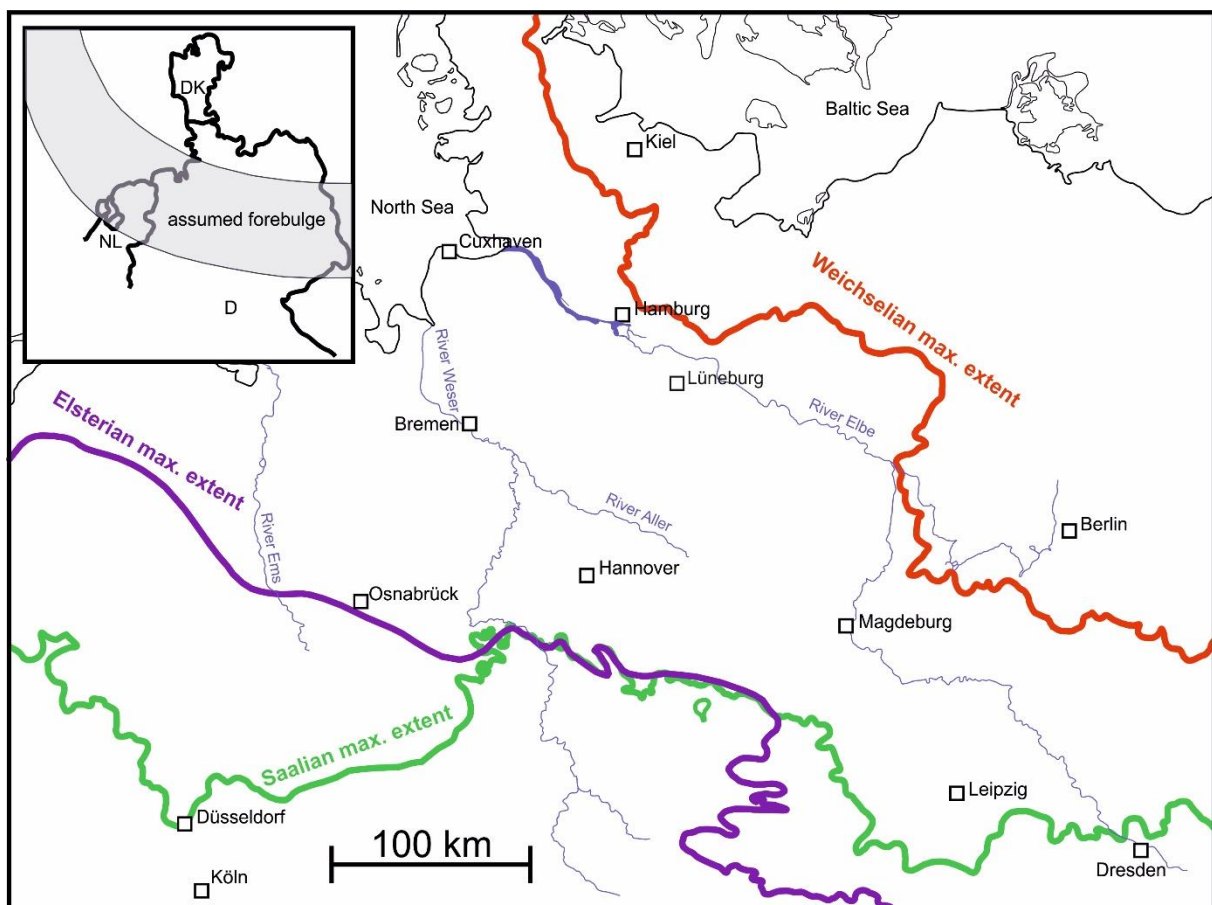 DK
assumed forebulge
NL
D
North Sea
Baltic Sea
Kiel
Cuxhaven
Hamburg
Weichselian max. extent
Lüneburg
River Weser
River Elbe
Bremen
Elsterian max. extent
River Ems
River Aller
Berlin
Hannover
Osnabrück
Magdeburg
Saalian max. extent
Leipzig
Düsseldorf
100 km
Dresden
Köln